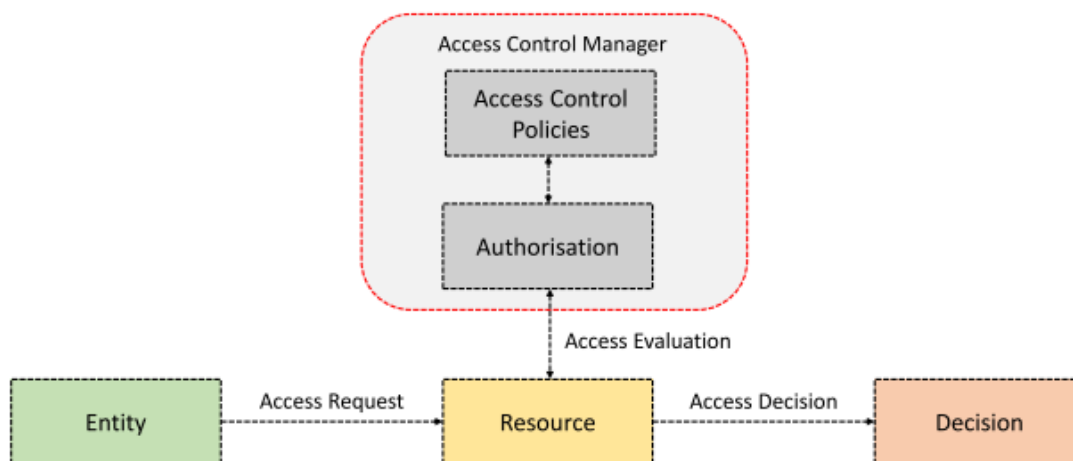 Access Control Manager
Access Control
Policies
Authorisation
Access Evaluation
Entity
Access Request
Resource
Access Decision
Decision